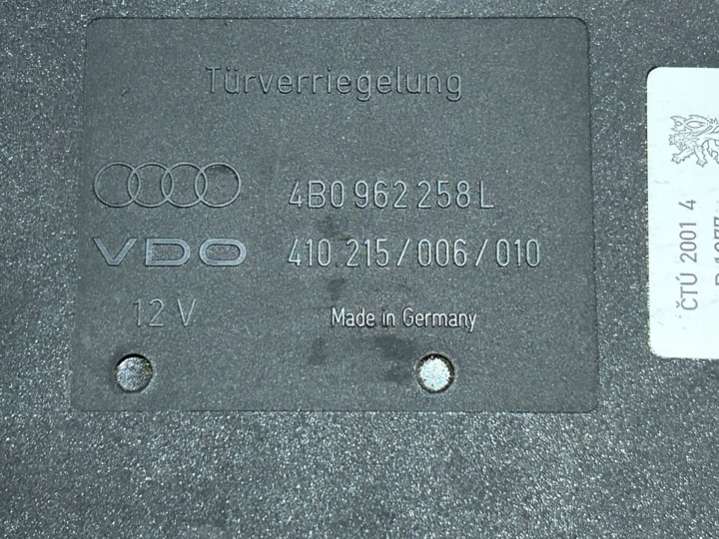 Türverriegelung
4B0 962 258 L
VDO 410.215/006/010
12 V Made in Germany
ČTÚ 2001 4